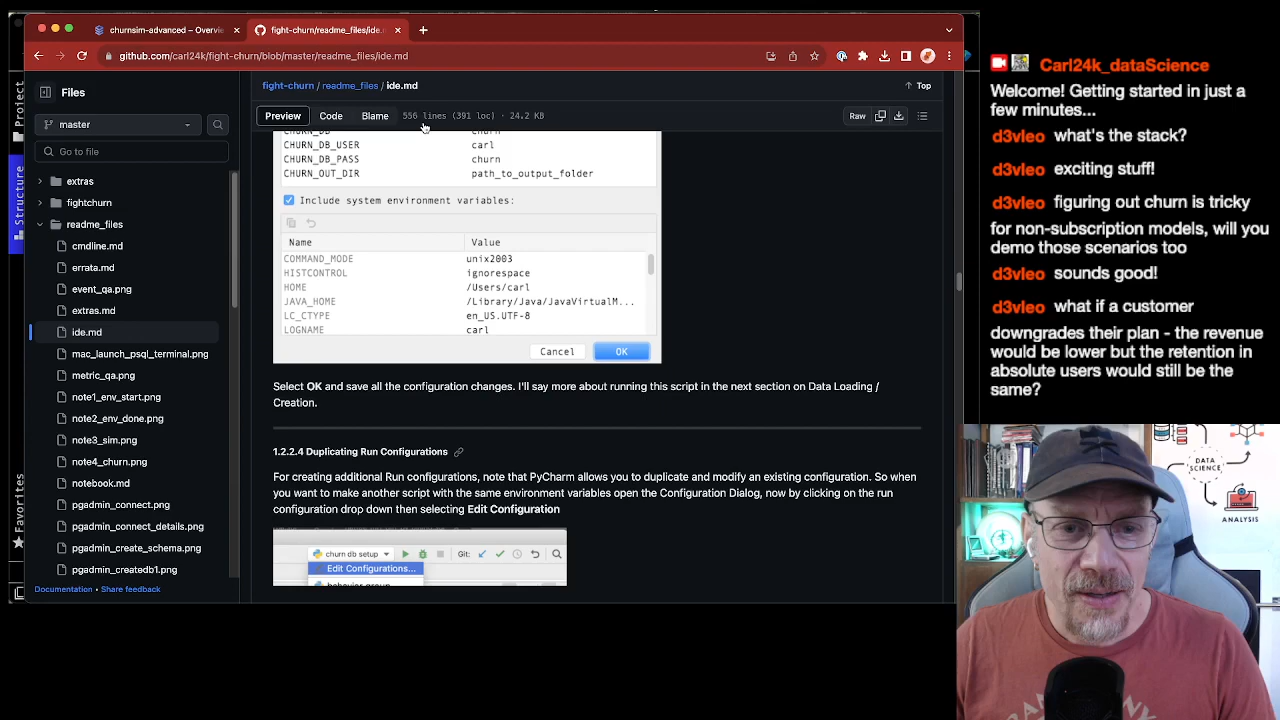 churnsim-advanced – Overvie
fight-churn/readme_files/ide.m
github.com/carl24k/fight-churn/blob/master/readme_files/ide.md
Project
Structure
Favorites
Files
master
Go to file
extras
fightchurn
readme_files
cmdline.md
errata.md
event_qa.png
extras.md
ide.md
mac_launch_psql_terminal.png
metric_qa.png
note1_env_start.png
note2_env_done.png
note3_sim.png
note4_churn.png
notebook.md
pgadmin_connect.png
pgadmin_connect_details.png
pgadmin_create_schema.png
pgadmin_createdb1.png
Documentation • Share feedback
fight-churn / readme_files / ide.md
Top
Preview Code Blame 556 lines (391 loc) · 24.2 KB
Raw
CHURN_DB churn
CHURN_DB_USER carl
CHURN_DB_PASS churn
CHURN_OUT_DIR path_to_output_folder
Include system environment variables:
Name Value
COMMAND_MODE unix2003
HISTCONTROL ignorespace
HOME /Users/carl
JAVA_HOME /Library/Java/JavaVirtualM...
LC_CTYPE en_US.UTF-8
LOGNAME carl
Cancel OK
Select OK and save all the configuration changes. I'll say more about running this script in the next section on Data Loading /
Creation.
1.2.2.4 Duplicating Run Configurations
For creating additional Run configurations, note that PyCharm allows you to duplicate and modify an existing configuration. So when
you want to make another script with the same environment variables open the Configuration Dialog, now by clicking on the run
configuration drop down then selecting Edit Configuration
churn db setup Git:
Edit Configurations...
behavior group
Carl24k_dataScience
Welcome! Getting started in just a
few minutes...
d3vleo what's the stack?
d3vleo exciting stuff!
d3vleo figuring out churn is tricky
for non-subscription models, will you
demo those scenarios too
d3vleo sounds good!
d3vleo what if a customer
downgrades their plan - the revenue
would be lower but the retention in
absolute users would still be the
same?
DATA
SCIENCE
ANALYSIS